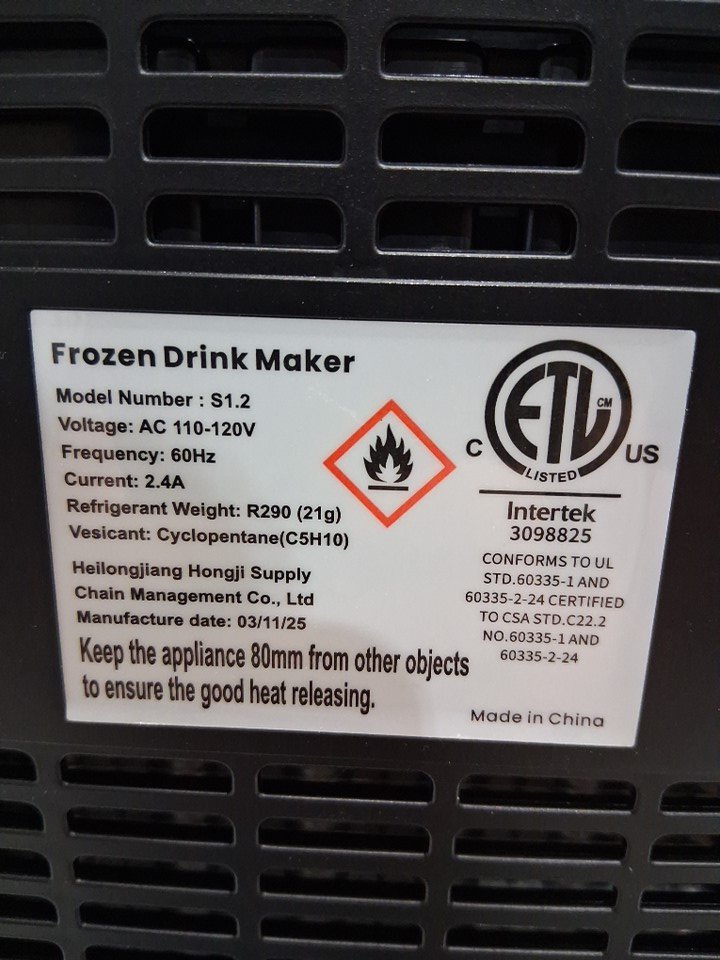 Frozen Drink Maker
Model Number : S1.2
Voltage: AC 110-120V
Frequency: 60Hz
Current: 2.4A
Refrigerant Weight: R290 (21g)
Vesicant: Cyclopentane(C5H10)
Heilongjiang Hongji Supply
Chain Management Co., Ltd
Manufacture date: 03/11/25
Keep the appliance 80mm from other objects
to ensure the good heat releasing.
ETL CM
LISTED
C US
Intertek
3098825
CONFORMS TO UL
STD.60335-1 AND
60335-2-24 CERTIFIED
TO CSA STD.C22.2
NO.60335-1 AND
60335-2-24
Made in China